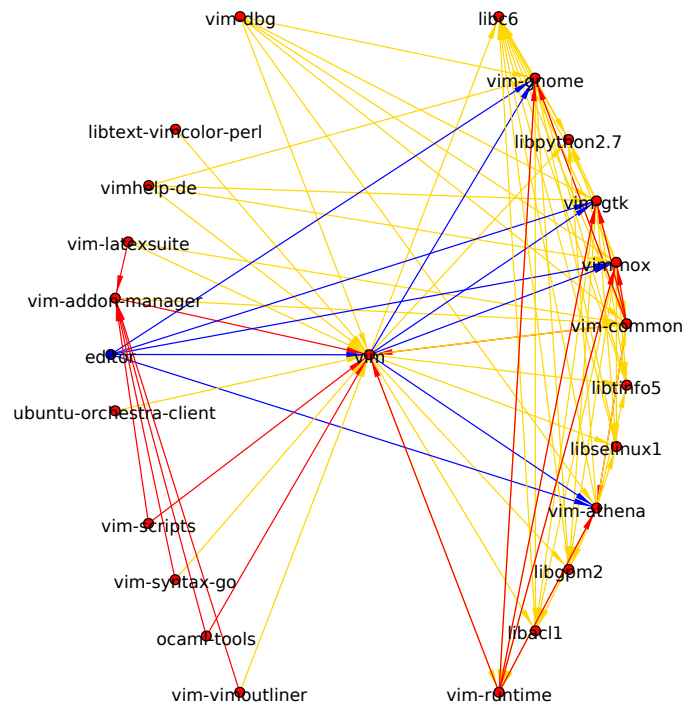 vim-dbg
libc6
vim-gnome
libtext-vimcolor-perl
libpython2.7
vimhelp-de
vim-gtk
vim-latexsuite
vim-nox
vim-addon-manager
vim-common
editor
vim
libtinfo5
ubuntu-orchestra-client
libselinux1
vim-athena
vim-scripts
libgpm2
vim-syntax-go
ocaml-tools
libacl1
vim-vimoutliner
vim-runtime